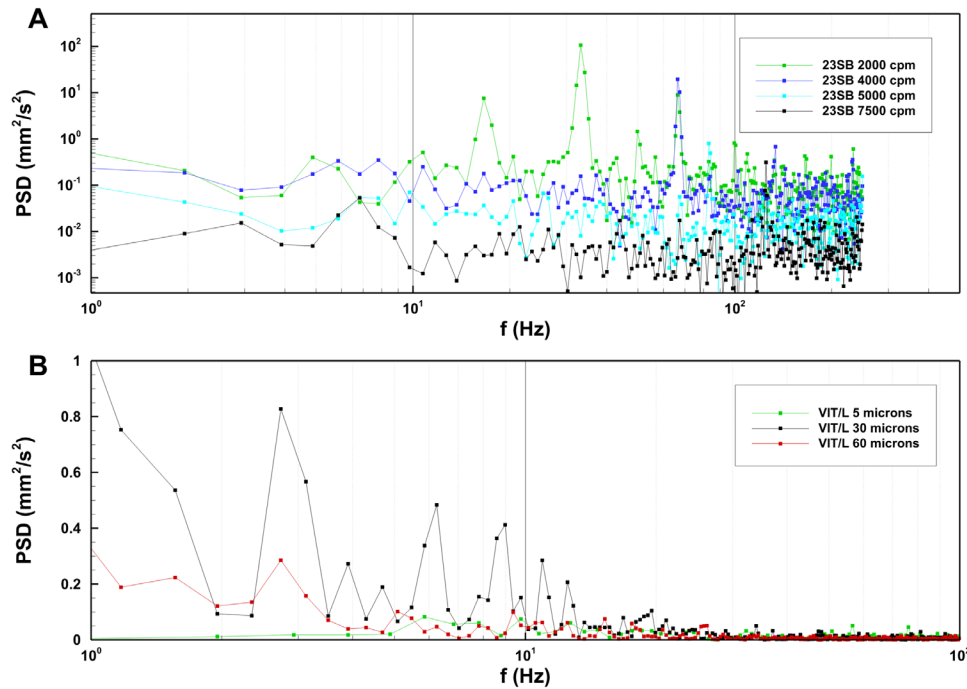 A
PSD (mm²/s²)
10²
10¹
10⁰
10⁻¹
10⁻²
10⁻³
23SB 2000 cpm
23SB 4000 cpm
23SB 5000 cpm
23SB 7500 cpm
10⁰ 10¹ 10²
f (Hz)
B
PSD (mm²/s²)
1
0.8
0.6
0.4
0.2
0
VIT/L 5 microns
VIT/L 30 microns
VIT/L 60 microns
10⁰ 10¹ 10²
f (Hz)